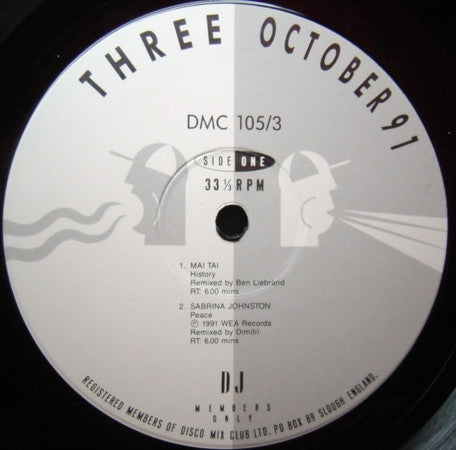 THREE OCTOBER 91
DMC 105/3
SIDE ONE
33 ⅓ RPM
1. MAI TAI
History
Remixed by Ben Liebrand
RT: 6.00 mins
2. SABRINA JOHNSTON
Peace
℗ 1991 WEA Records
Remixed by Dimitri
RT: 6.00 mins
DJ
MEMBERS
ONLY
REGISTERED MEMBERS OF DISCO MIX CLUB LTD. PO BOX 89 SLOUGH ENGLAND.